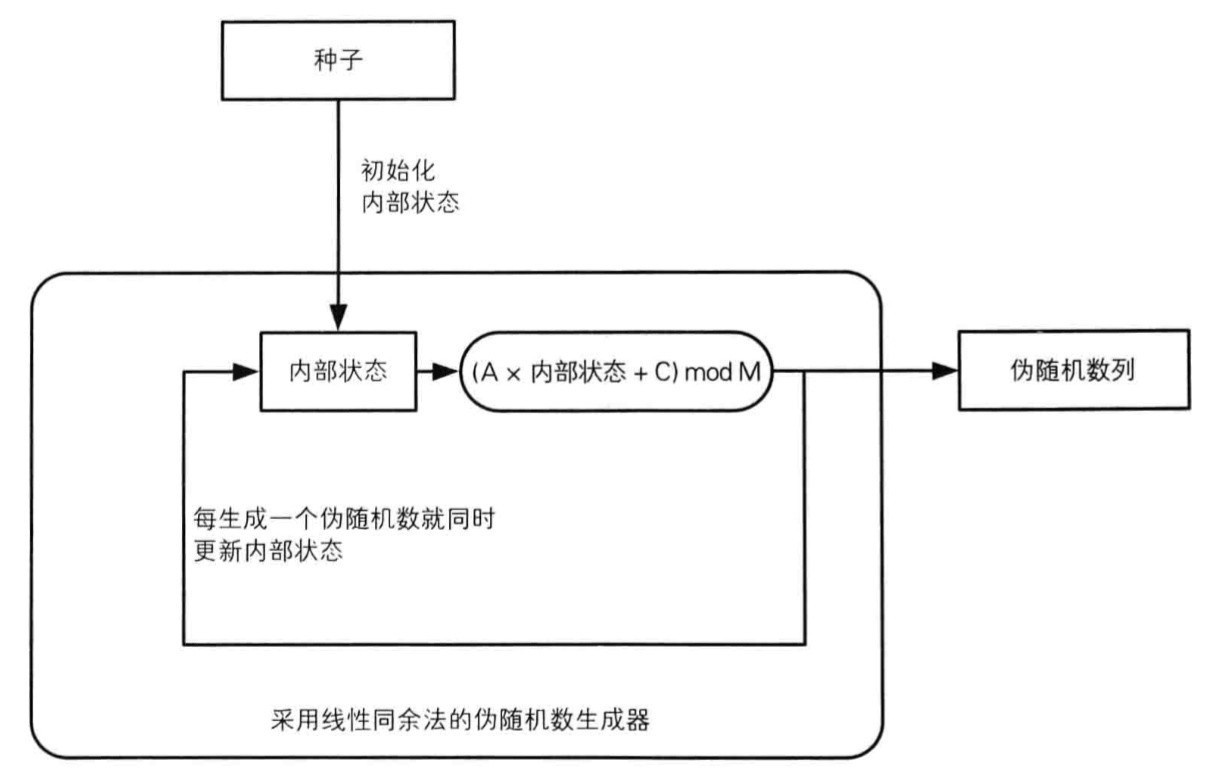 种子
初始化
内部状态
内部状态
(A × 内部状态 + C) mod M
伪随机数列
每生成一个伪随机数就同时
更新内部状态
采用线性同余法的伪随机数生成器